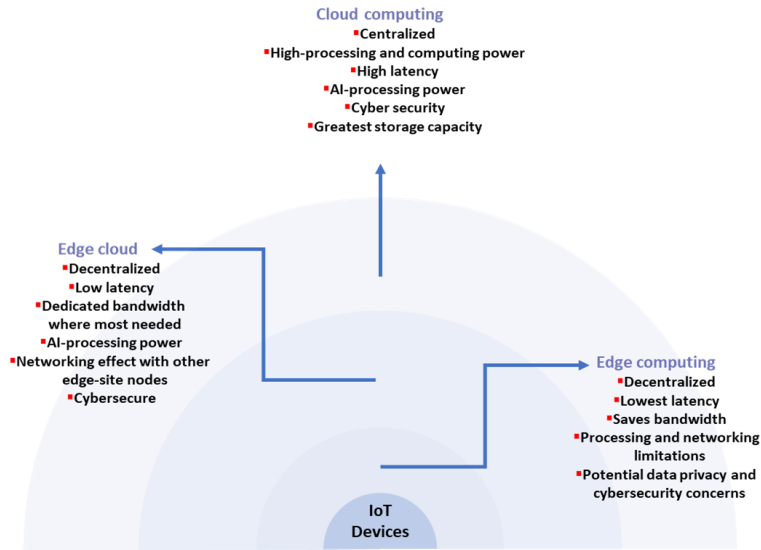 Cloud computing
▪Centralized
▪High-processing and computing power
▪High latency
▪AI-processing power
▪Cyber security
▪Greatest storage capacity
Edge cloud
▪Decentralized
▪Low latency
▪Dedicated bandwidth
where most needed
▪AI-processing power
▪Networking effect with other
edge-site nodes
▪Cybersecure
Edge computing
▪Decentralized
▪Lowest latency
▪Saves bandwidth
▪Processing and networking
limitations
▪Potential data privacy and
cybersecurity concerns
IoT
Devices